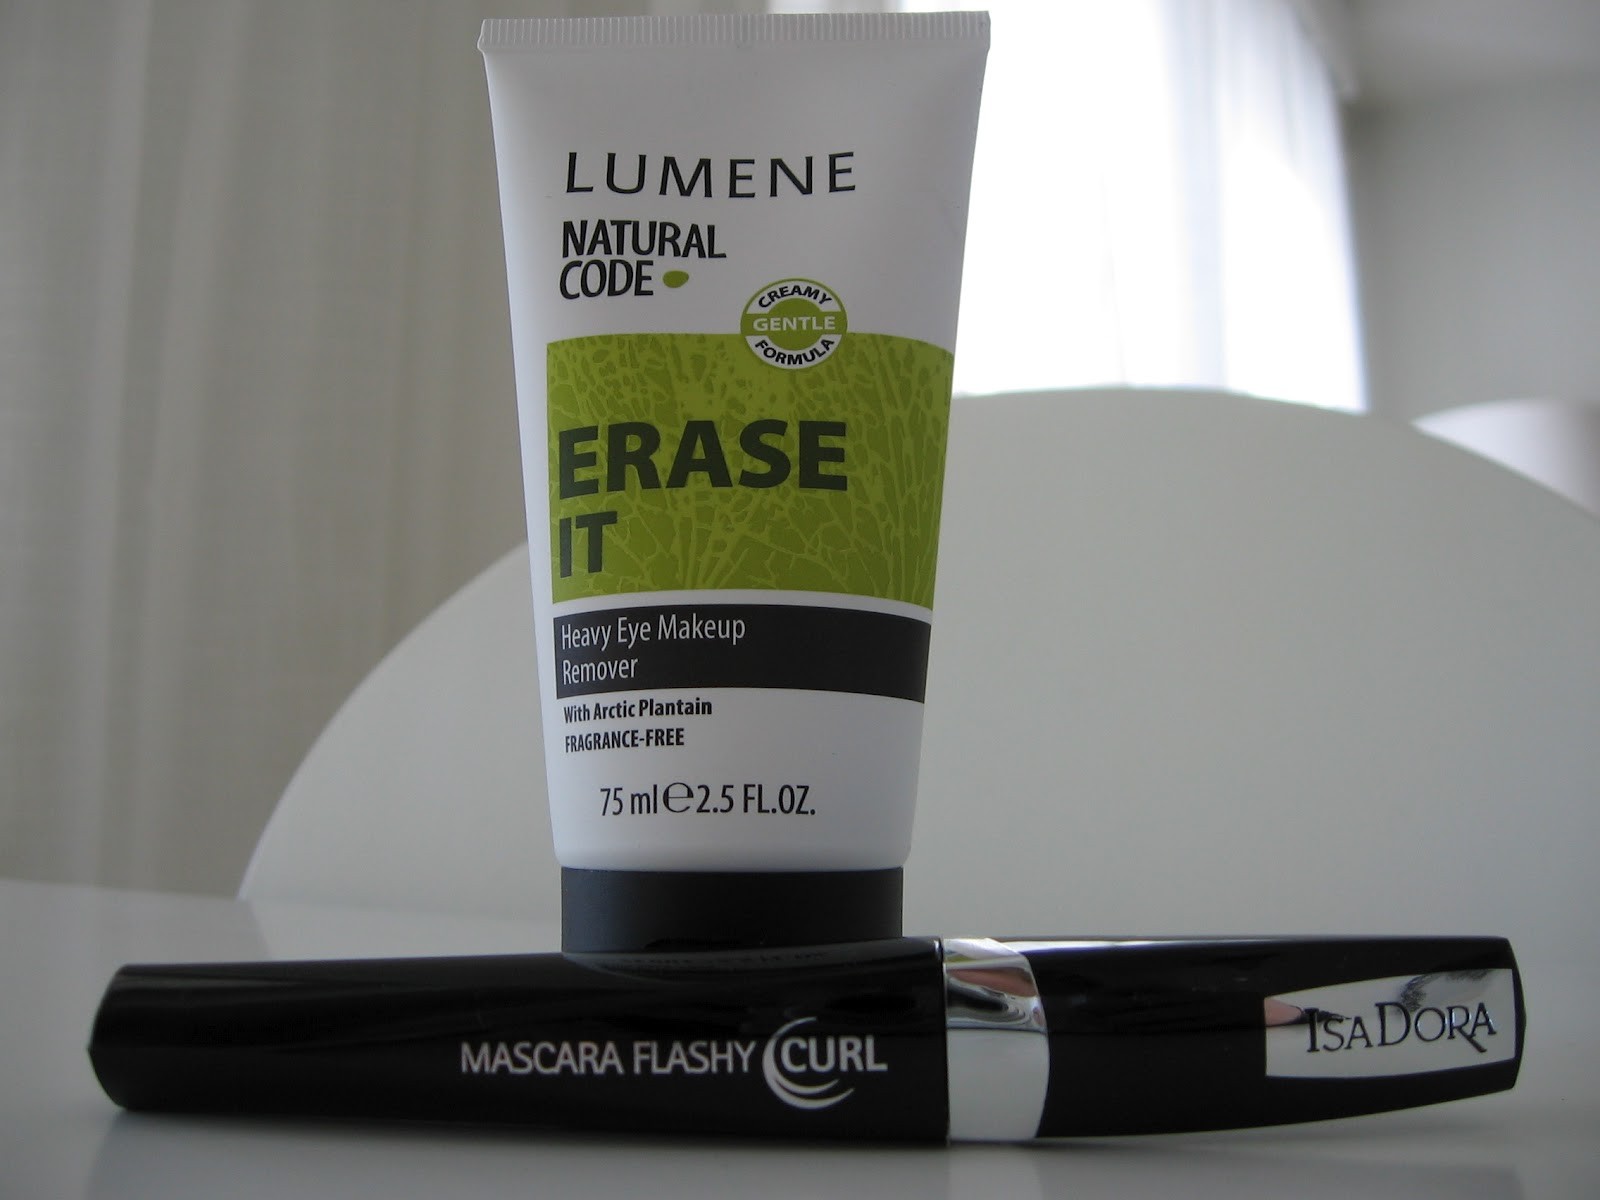 LUMENE
NATURAL
CODE
CREAMY
GENTLE
FORMULA
ERASE
IT
Heavy Eye Makeup
Remover
With Arctic Plantain
FRAGRANCE-FREE
75 ml ℮ 2.5 FL.OZ.
MASCARA FLASHY CURL
ISADORA